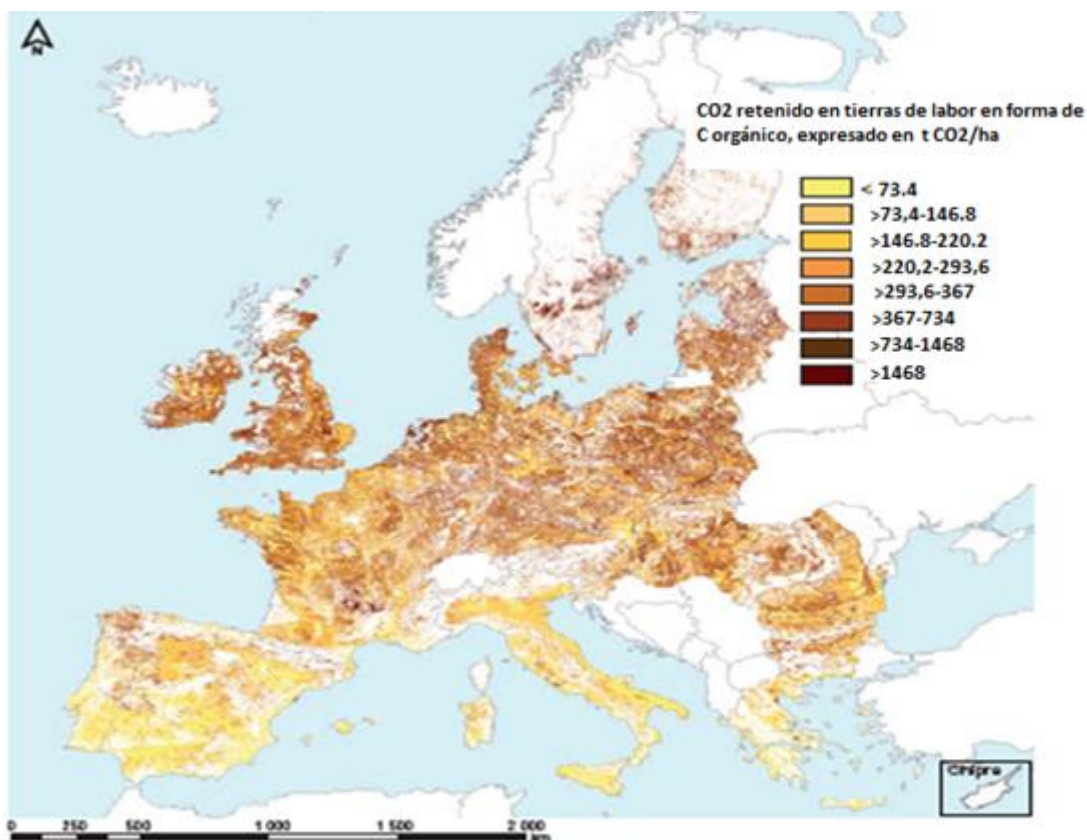 N
CO2 retenido en tierras de labor en forma de
C orgánico, expresado en t CO2/ha
< 73.4
>73,4-146.8
>146.8-220.2
>220,2-293,6
>293,6-367
>367-734
>734-1468
>1468
Chipre
0 250 500 1 000 1 500 2 000
km